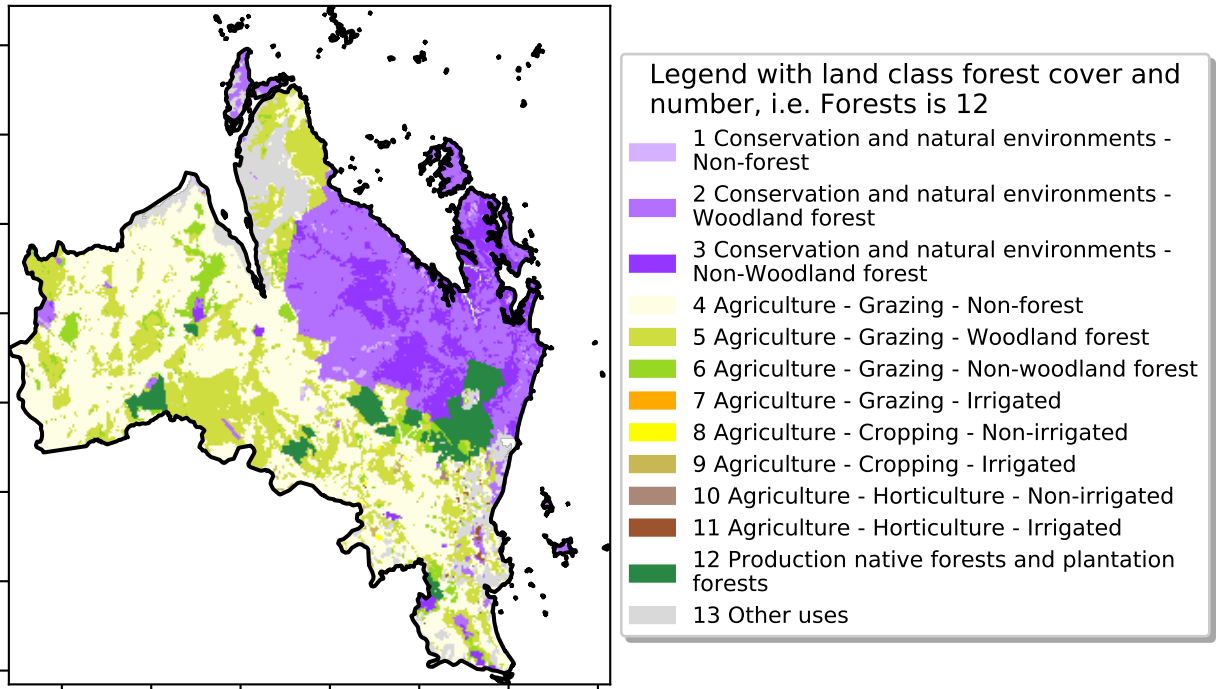 Legend with land class forest cover and
number, i.e. Forests is 12
1 Conservation and natural environments -
Non-forest
2 Conservation and natural environments -
Woodland forest
3 Conservation and natural environments -
Non-Woodland forest
4 Agriculture - Grazing - Non-forest
5 Agriculture - Grazing - Woodland forest
6 Agriculture - Grazing - Non-woodland forest
7 Agriculture - Grazing - Irrigated
8 Agriculture - Cropping - Non-irrigated
9 Agriculture - Cropping - Irrigated
10 Agriculture - Horticulture - Non-irrigated
11 Agriculture - Horticulture - Irrigated
12 Production native forests and plantation
forests
13 Other uses